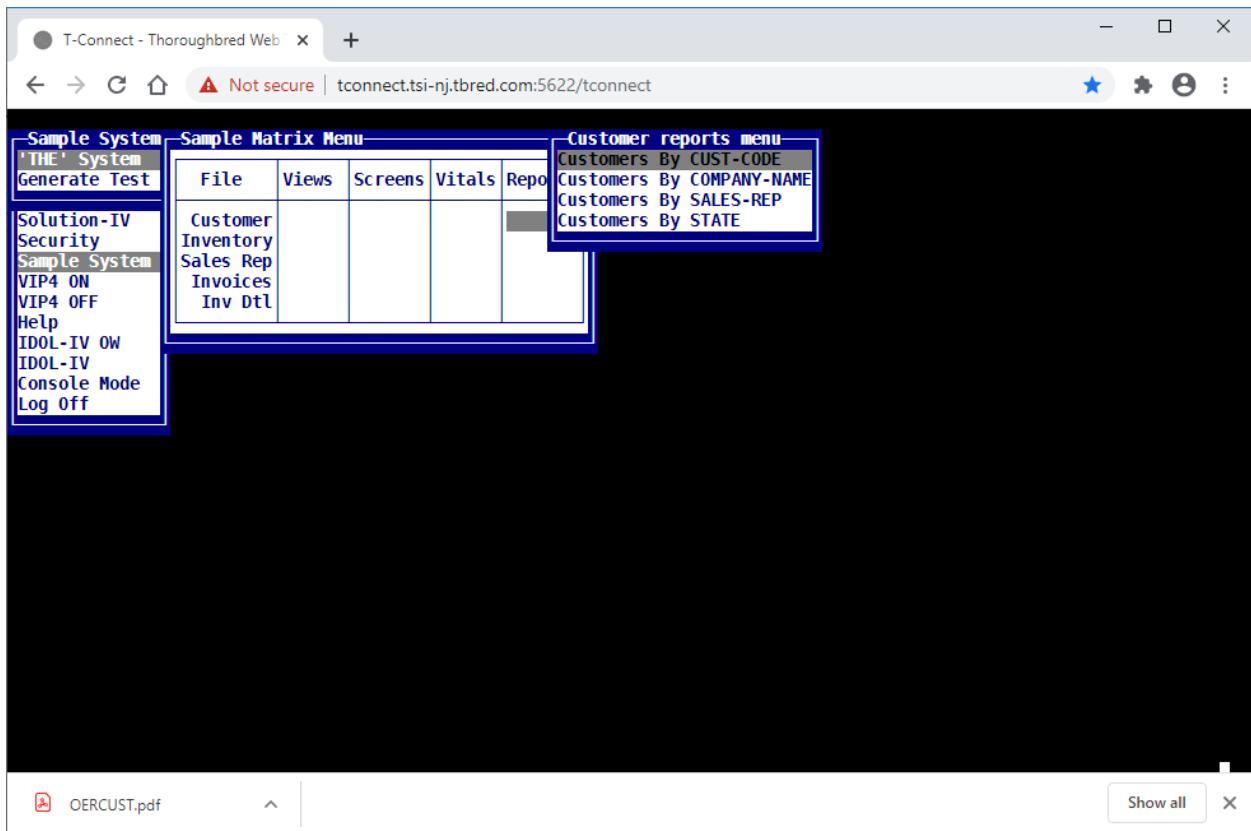 T-Connect - Thoroughbred Web
Not secure | tconnect.tsi-nj.tbred.com:5622/tconnect
Sample System
'THE' System
Generate Test
Solution-IV
Security
Sample System
VIP4 ON
VIP4 OFF
Help
IDOL-IV OW
IDOL-IV
Console Mode
Log Off
Sample Matrix Menu
File Views Screens Vitals Repo
Customer
Inventory
Sales Rep
Invoices
Inv Dtl
Customer reports menu
Customers By CUST-CODE
Customers By COMPANY-NAME
Customers By SALES-REP
Customers By STATE
OERCUST.pdf
Show all